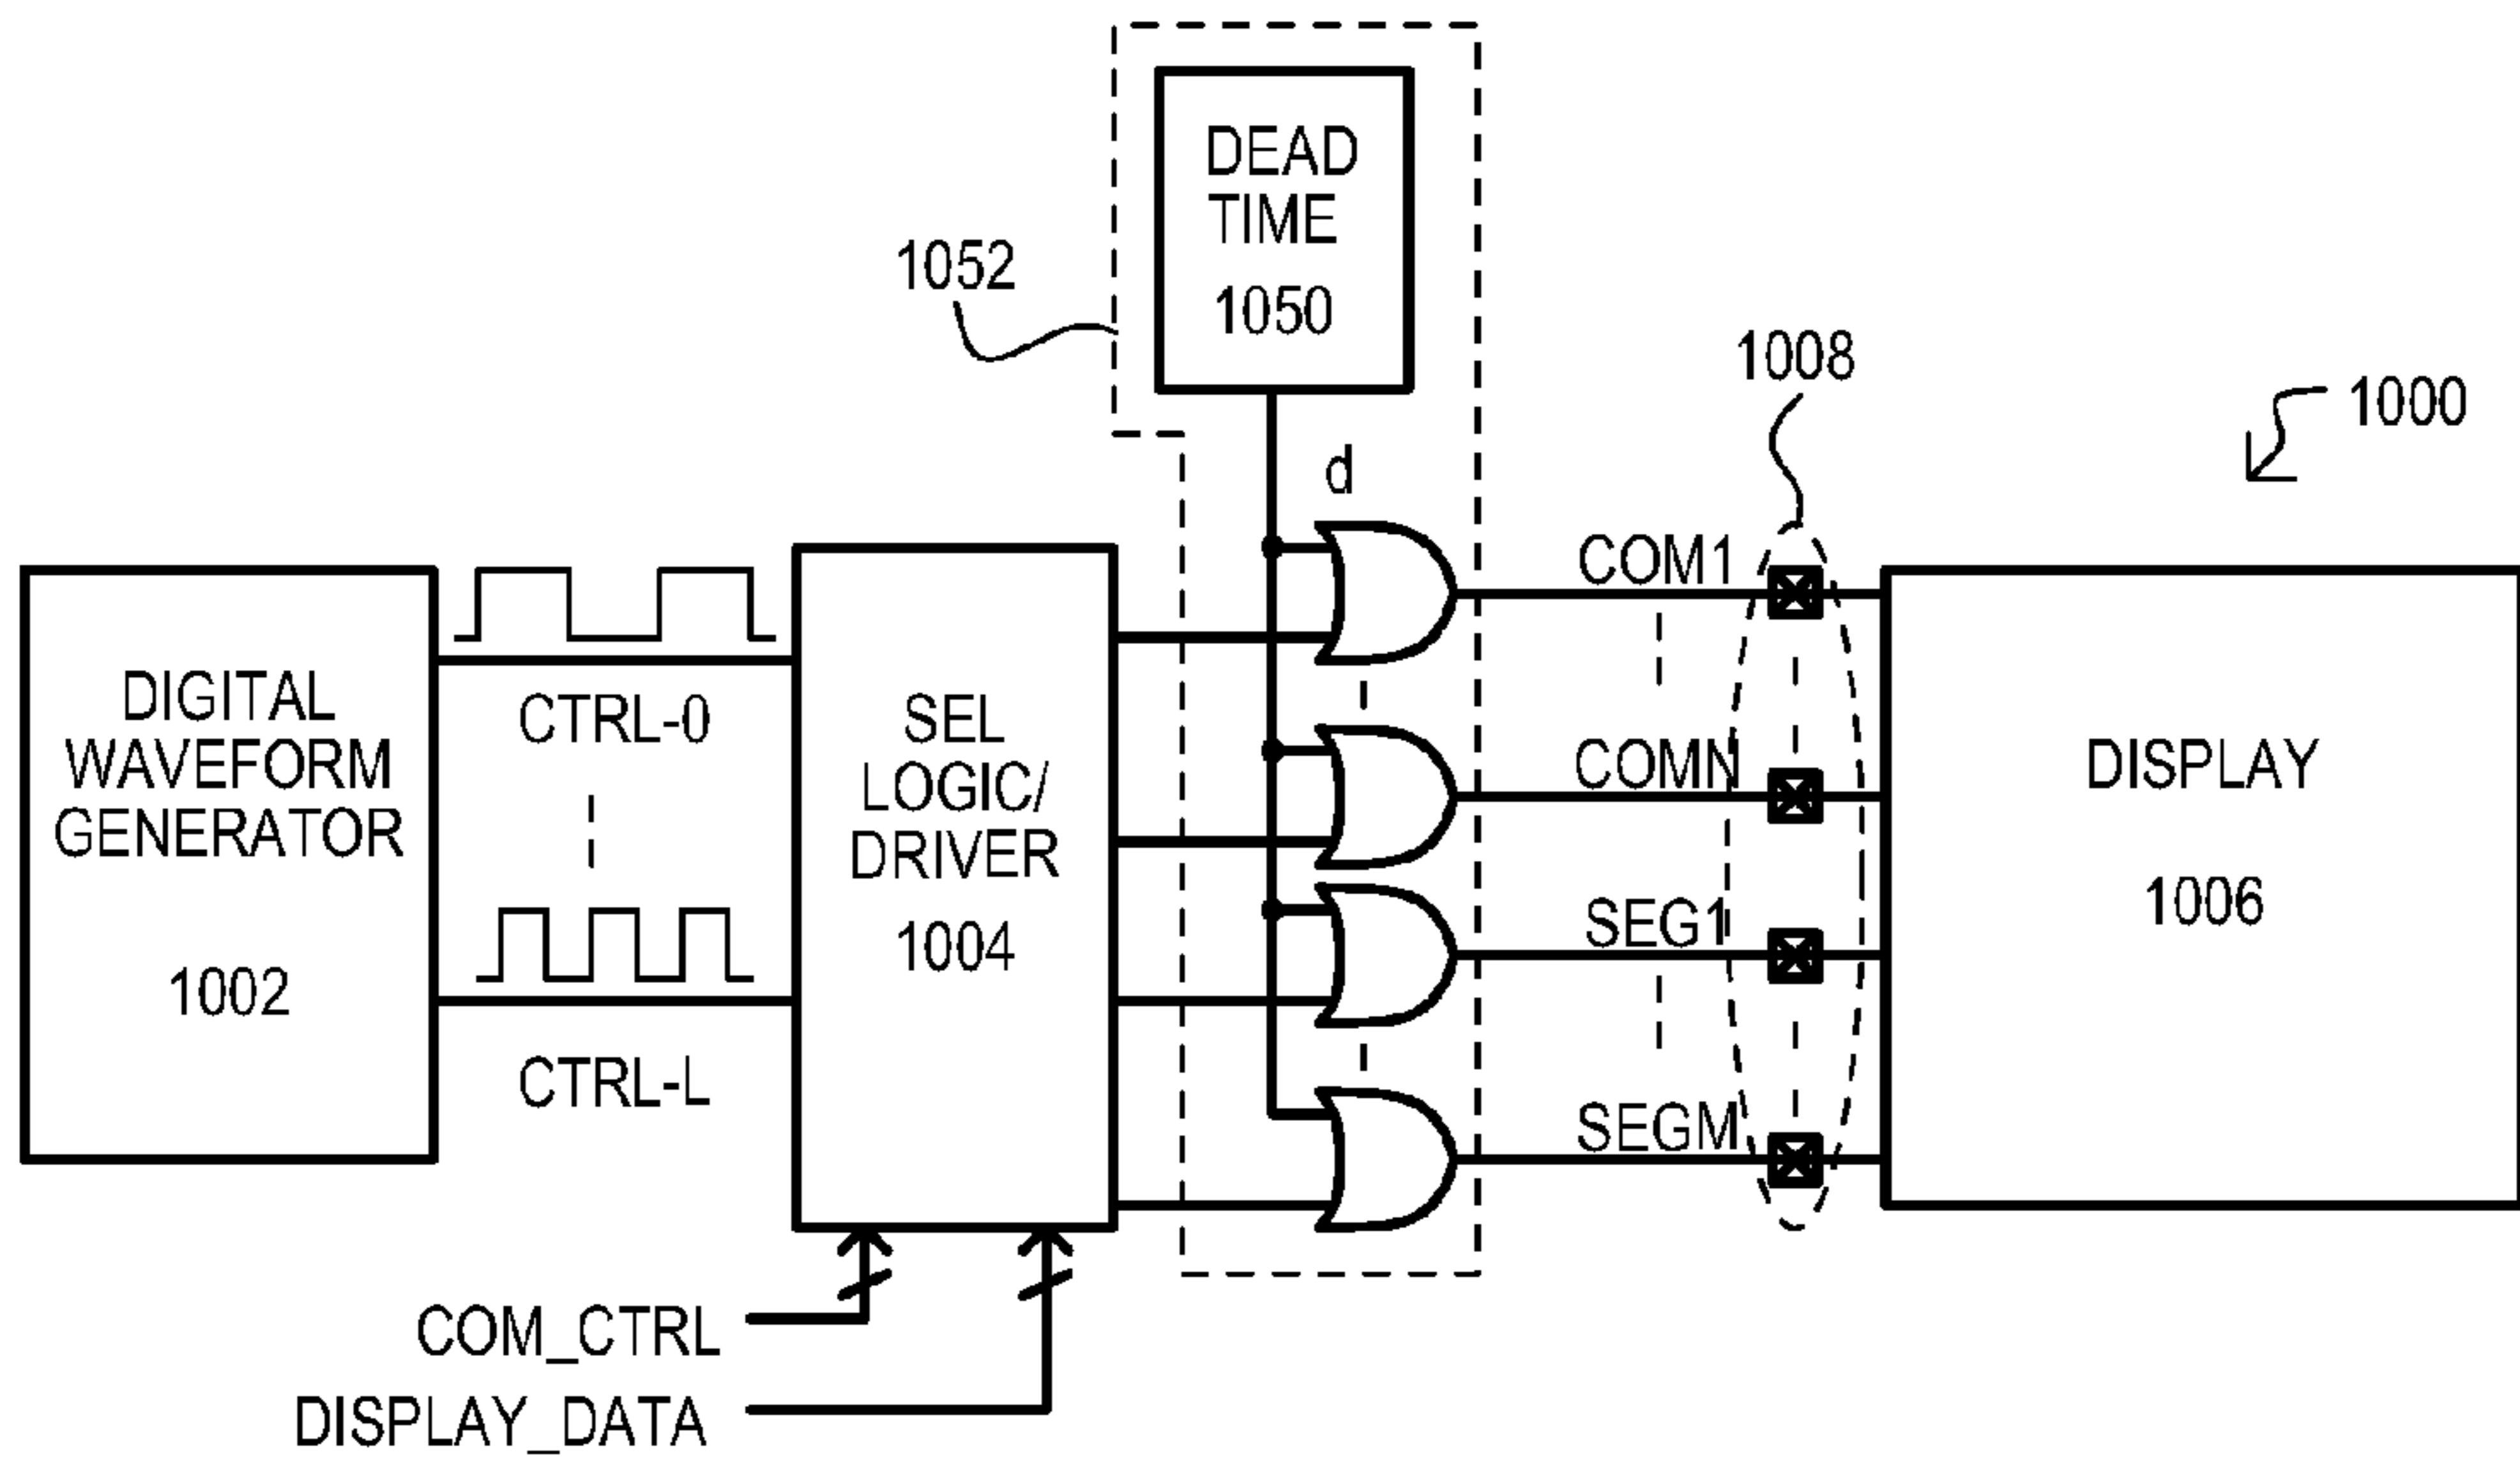 DEAD
TIME
1050
1052
1008
1000
d
DIGITAL
WAVEFORM
GENERATOR
1002
CTRL-0
CTRL-L
SEL
LOGIC/
DRIVER
1004
COM1
COMN
SEG1
SEGM
DISPLAY
1006
COM_CTRL
DISPLAY_DATA